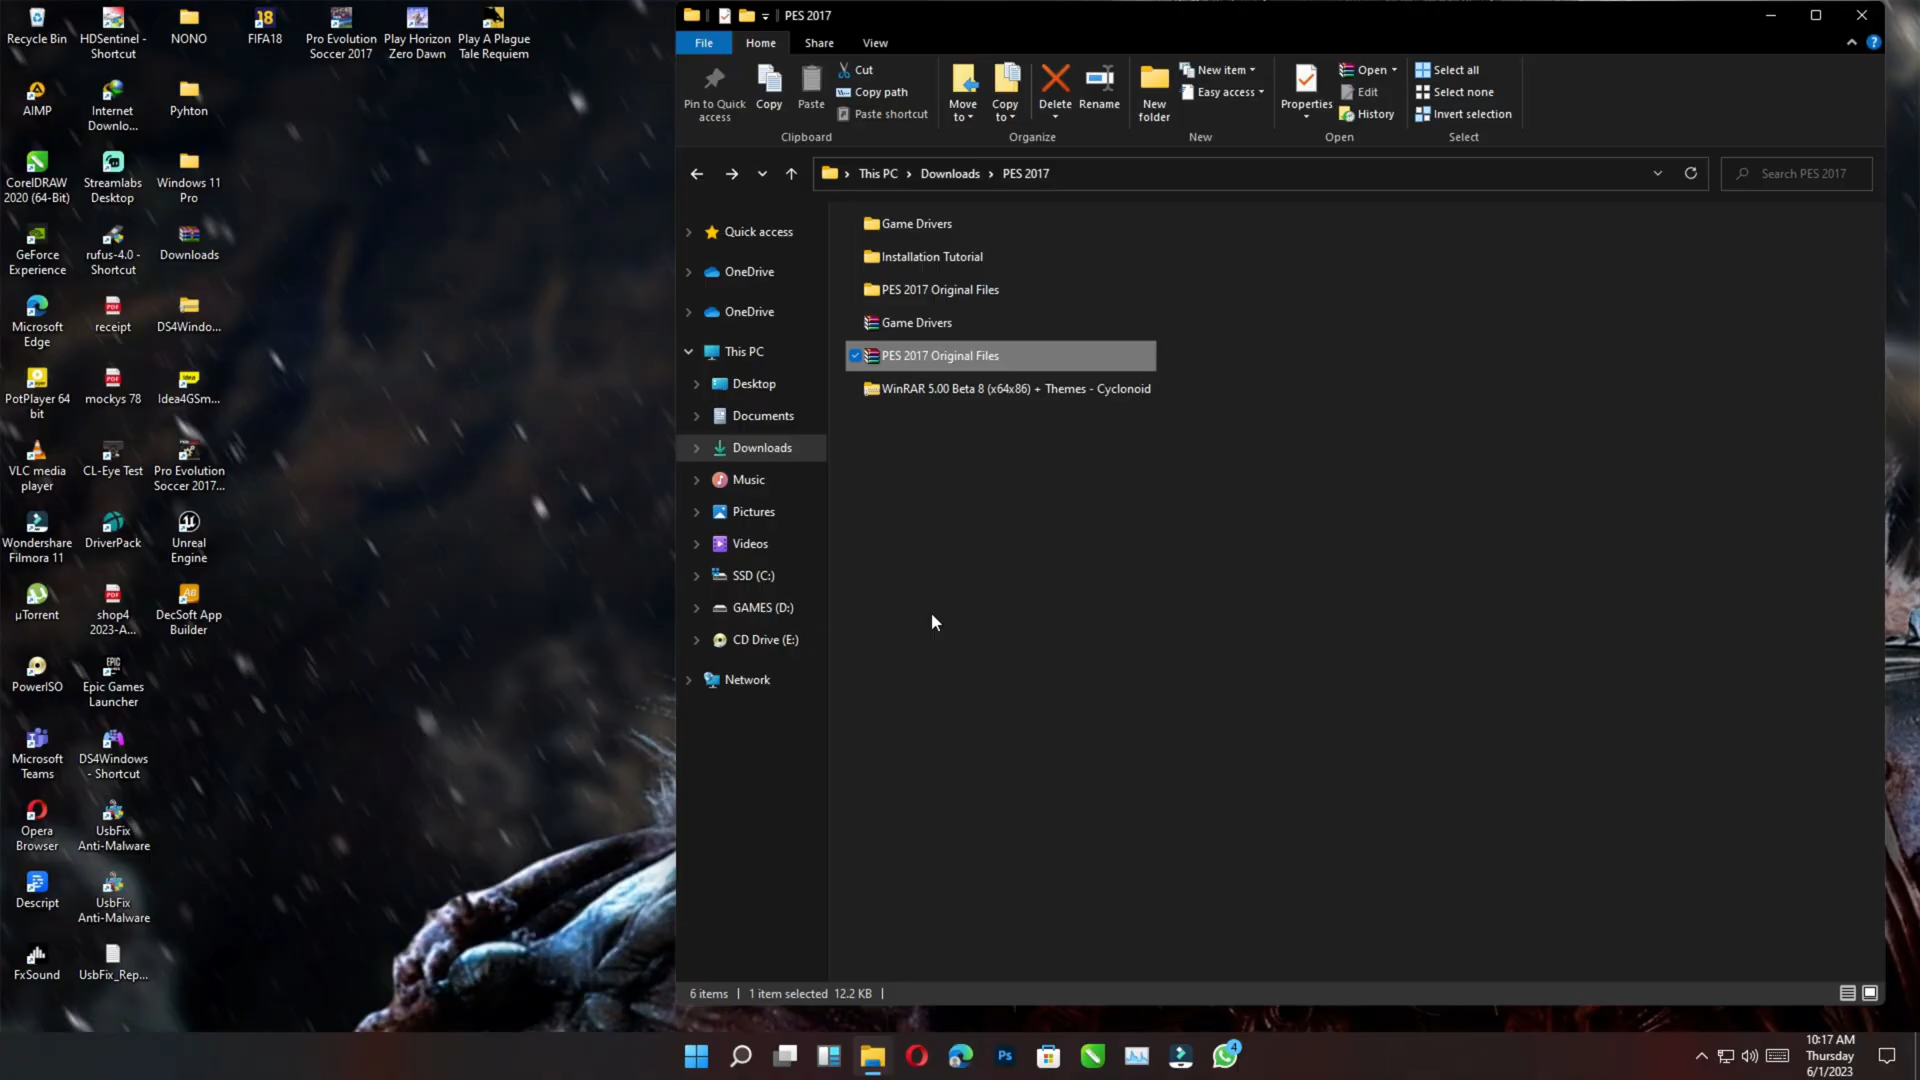 Recycle Bin
HDSentinel -
Shortcut
NONO
FIFA18
Pro Evolution
Soccer 2017
Play Horizon
Zero Dawn
Play A Plague
Tale Requiem
AIMP
Internet
Downlo...
Pyhton
CorelDRAW
2020 (64-Bit)
Streamlabs
Desktop
Windows 11
Pro
GeForce
Experience
rufus-4.0 -
Shortcut
Downloads
Microsoft
Edge
receipt
DS4Windo...
PotPlayer 64
bit
mockys 78
Idea4GSm...
VLC media
player
CL-Eye Test
Pro Evolution
Soccer 2017...
Wondershare
Filmora 11
DriverPack
Unreal
Engine
µTorrent
shop4
2023-A...
DecSoft App
Builder
PowerISO
Epic Games
Launcher
Microsoft
Teams
DS4Windows
- Shortcut
Opera
Browser
UsbFix
Anti-Malware
Descript
UsbFix
Anti-Malware
FxSound
UsbFix_Rep...
PES 2017
File
Home
Share
View
Pin to Quick
access
Copy
Paste
Cut
Copy path
Paste shortcut
Clipboard
Move
to
Copy
to
Delete
Rename
Organize
New
folder
New item
Easy access
New
Properties
Open
Edit
History
Open
Select all
Select none
Invert selection
Select
This PC › Downloads › PES 2017
Search PES 2017
Quick access
OneDrive
OneDrive
This PC
Desktop
Documents
Downloads
Music
Pictures
Videos
SSD (C:)
GAMES (D:)
CD Drive (E:)
Network
Game Drivers
Installation Tutorial
PES 2017 Original Files
Game Drivers
PES 2017 Original Files
WinRAR 5.00 Beta 8 (x64x86) + Themes - Cyclonoid
6 items | 1 item selected 12.2 KB |
Ps
4
10:17 AM
Thursday
6/1/2023